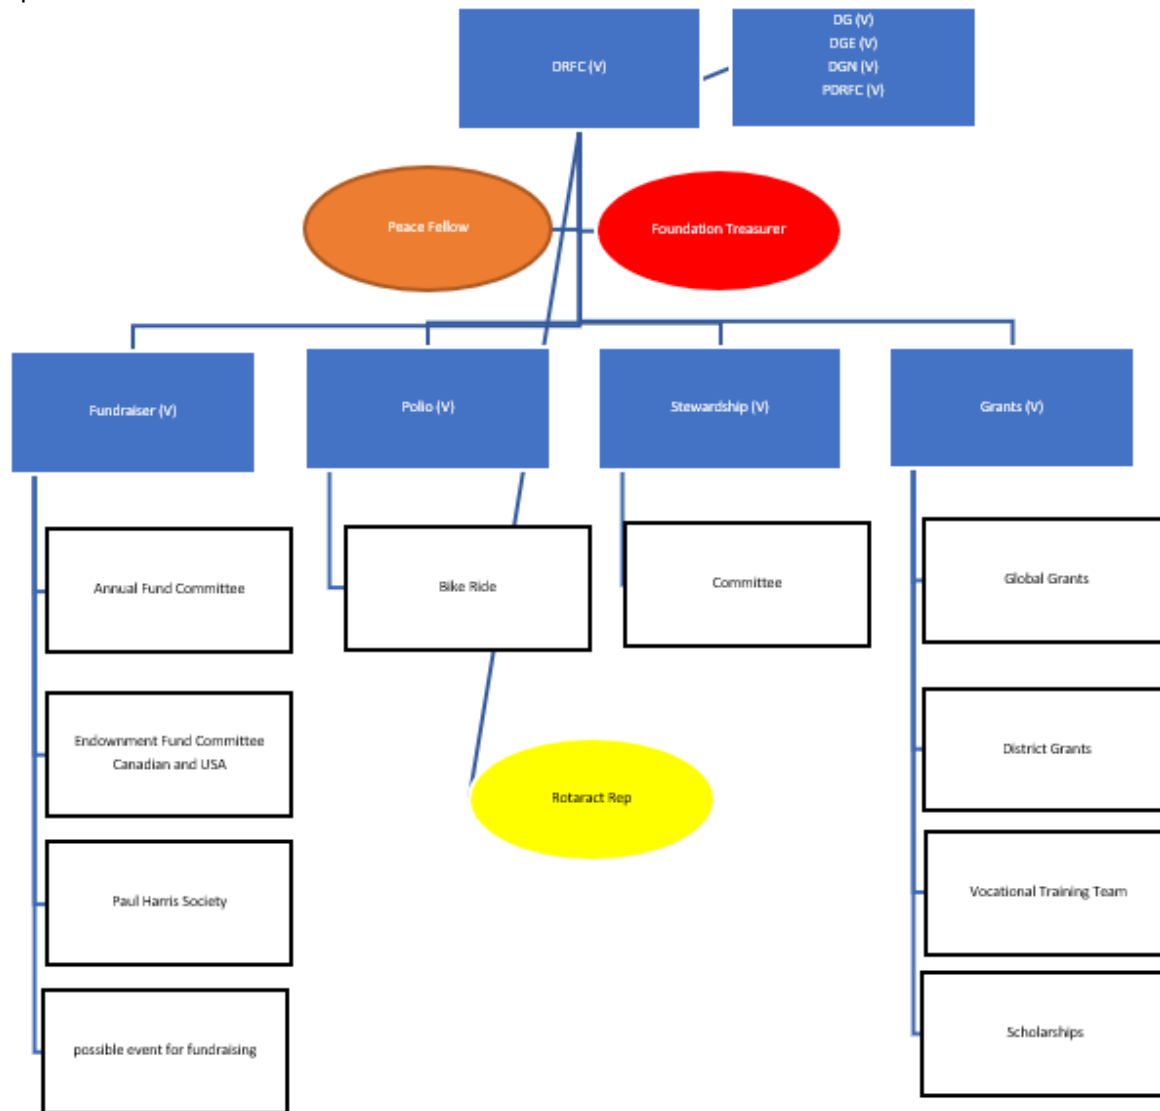 DRFC (V)
DG (V)
DGE (V)
DGN (V)
PDRFC (V)
Peace Fellow
Foundation Treasurer
Fundraiser (V)
Polio (V)
Stewardship (V)
Grants (V)
Annual Fund Committee
Bike Ride
Committee
Global Grants
Endownment Fund Committee
Canadian and USA
District Grants
Rotaract Rep
Paul Harris Society
Vocational Training Team
possible event for fundraising
Scholarships